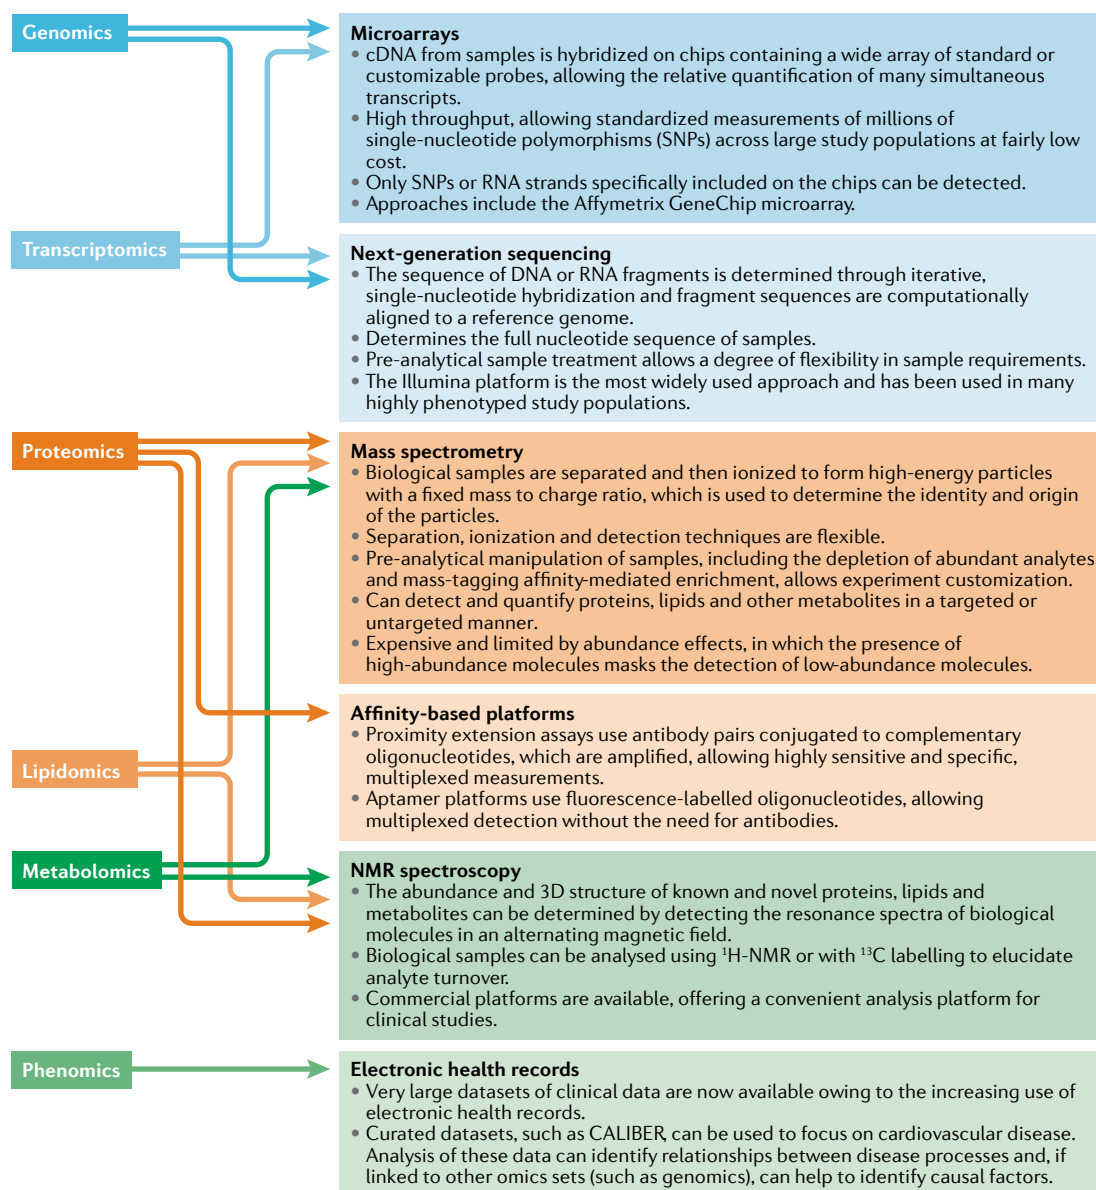 Genomics
Microarrays
• cDNA from samples is hybridized on chips containing a wide array of standard or
customizable probes, allowing the relative quantification of many simultaneous
transcripts.
• High throughput, allowing standardized measurements of millions of
single-nucleotide polymorphisms (SNPs) across large study populations at fairly low
cost.
• Only SNPs or RNA strands specifically included on the chips can be detected.
• Approaches include the Affymetrix GeneChip microarray.
Transcriptomics
Next-generation sequencing
• The sequence of DNA or RNA fragments is determined through iterative,
single-nucleotide hybridization and fragment sequences are computationally
aligned to a reference genome.
• Determines the full nucleotide sequence of samples.
• Pre-analytical sample treatment allows a degree of flexibility in sample requirements.
• The Illumina platform is the most widely used approach and has been used in many
highly phenotyped study populations.
Proteomics
Mass spectrometry
• Biological samples are separated and then ionized to form high-energy particles
with a fixed mass to charge ratio, which is used to determine the identity and origin
of the particles.
• Separation, ionization and detection techniques are flexible.
• Pre-analytical manipulation of samples, including the depletion of abundant analytes
and mass-tagging affinity-mediated enrichment, allows experiment customization.
• Can detect and quantify proteins, lipids and other metabolites in a targeted or
untargeted manner.
• Expensive and limited by abundance effects, in which the presence of
high-abundance molecules masks the detection of low-abundance molecules.
Affinity-based platforms
• Proximity extension assays use antibody pairs conjugated to complementary
oligonucleotides, which are amplified, allowing highly sensitive and specific,
multiplexed measurements.
• Aptamer platforms use fluorescence-labelled oligonucleotides, allowing
multiplexed detection without the need for antibodies.
Lipidomics
Metabolomics
NMR spectroscopy
• The abundance and 3D structure of known and novel proteins, lipids and
metabolites can be determined by detecting the resonance spectra of biological
molecules in an alternating magnetic field.
• Biological samples can be analysed using ¹H-NMR or with ¹³C labelling to elucidate
analyte turnover.
• Commercial platforms are available, offering a convenient analysis platform for
clinical studies.
Phenomics
Electronic health records
• Very large datasets of clinical data are now available owing to the increasing use of
electronic health records.
• Curated datasets, such as CALIBER, can be used to focus on cardiovascular disease.
Analysis of these data can identify relationships between disease processes and, if
linked to other omics sets (such as genomics), can help to identify causal factors.